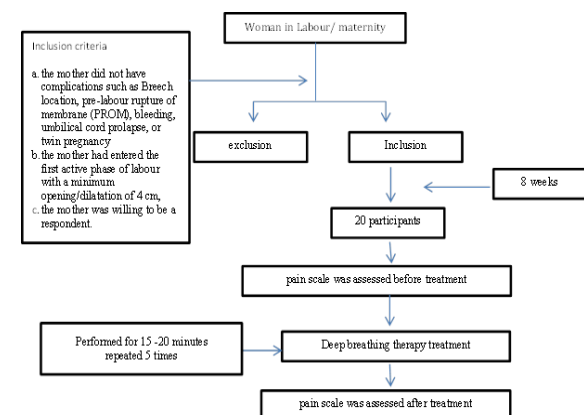 Woman in Labour/ maternity
Inclusion criteria
a. the mother did not have
complications such as Breech
location, pre-labour rupture of
membrane (PROM), bleeding,
umbilical cord prolapse, or
twin pregnancy
b. the mother had entered the
first active phase of labour
with a minimum
opening/dilatation of 4 cm,
c. the mother was willing to be a
respondent.
exclusion
Inclusion
8 weeks
20 participants
pain scale was assessed before treatment
Performed for 15 -20 minutes
repeated 5 times
Deep breathing therapy treatment
pain scale was assessed after treatment